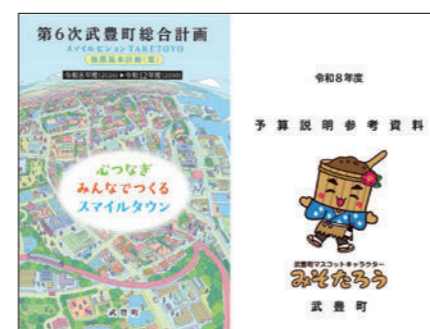 第6次武豊町総合計画
スマイルビジョンTAKETOYO
後期基本計画(案)
令和8年度(2026)▶令和12年度(2030)
心つなぎ
みんなでつくる
スマイルタウン
武豊町
令和8年度
予算説明参考資料
武豊町マスコットキャラクター
みそたろう
武豊町